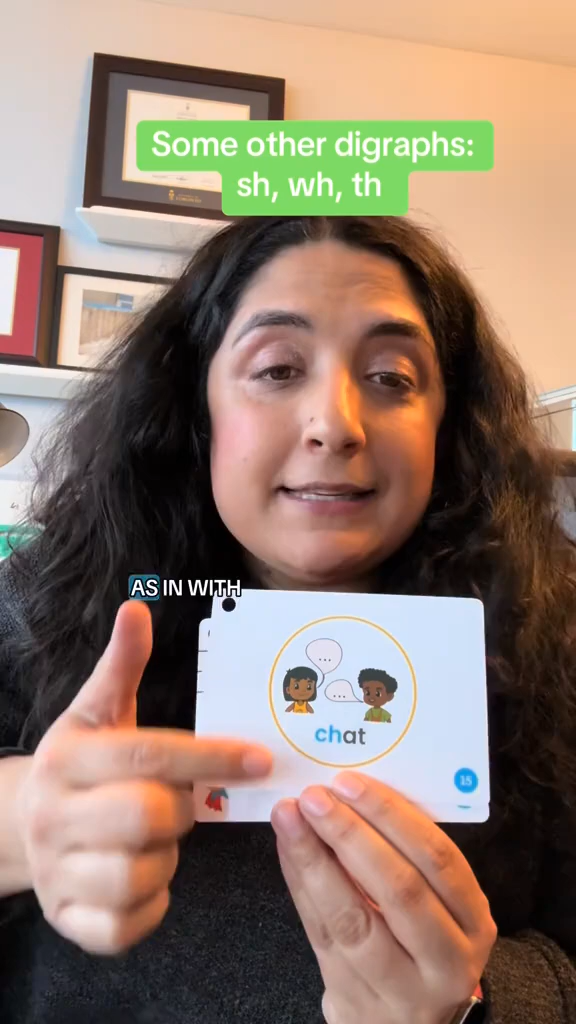 Some other digraphs:
sh, wh, th
AS IN WITH
...
...
chat
15